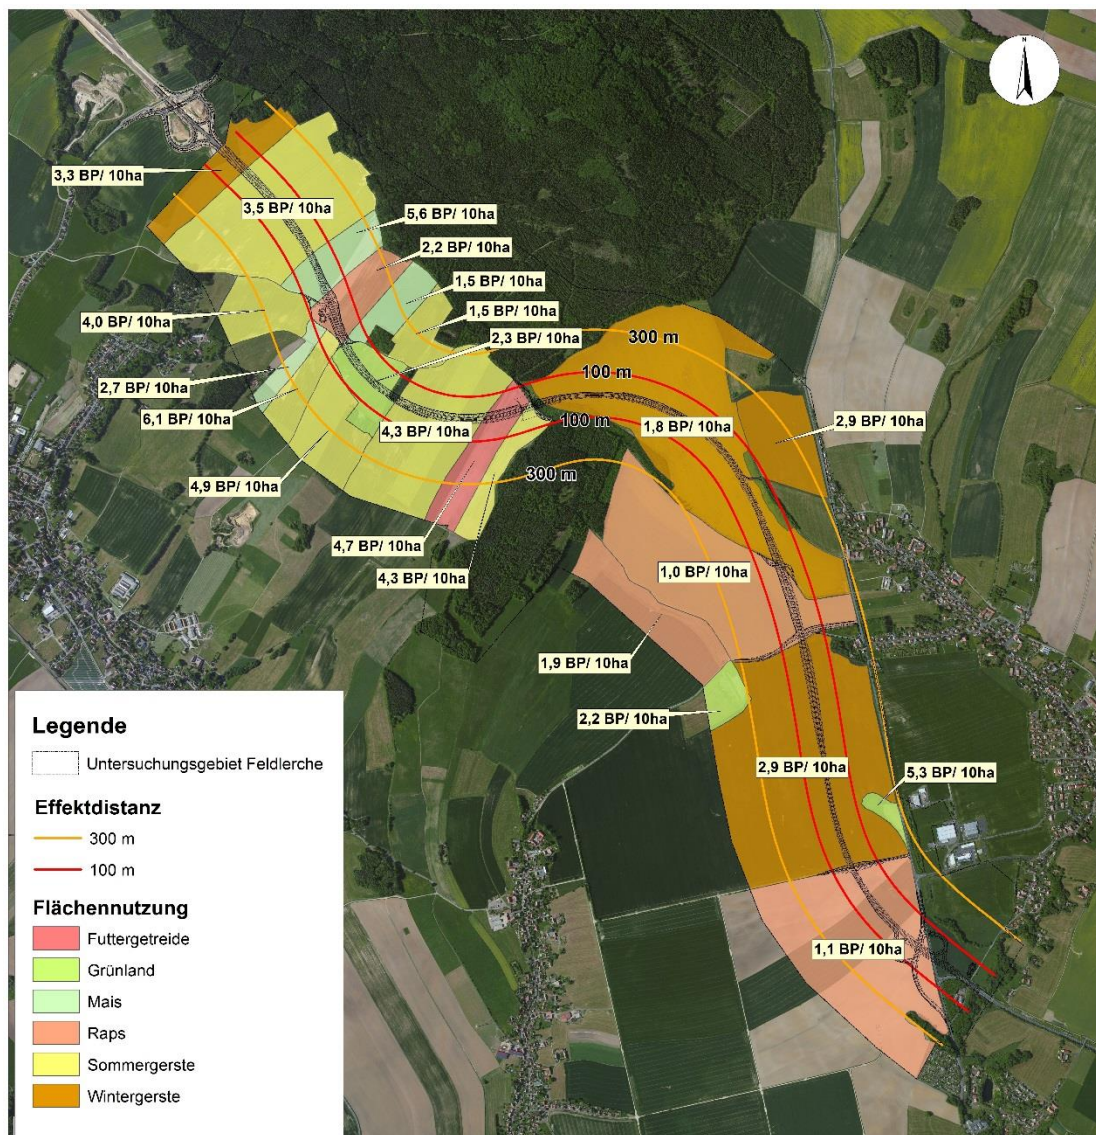 N
3,3 BP/ 10ha
3,5 BP/ 10ha
5,6 BP/ 10ha
2,2 BP/ 10ha
1,5 BP/ 10ha
4,0 BP/ 10ha
1,5 BP/ 10ha
2,3 BP/ 10ha
300 m
2,7 BP/ 10ha
100 m
6,1 BP/ 10ha
4,3 BP/ 10ha
100 m
1,8 BP/ 10ha
2,9 BP/ 10ha
4,9 BP/ 10ha
300 m
4,7 BP/ 10ha
4,3 BP/ 10ha
1,0 BP/ 10ha
1,9 BP/ 10ha
2,2 BP/ 10ha
2,9 BP/ 10ha
5,3 BP/ 10ha
1,1 BP/ 10ha
Legende
Untersuchungsgebiet Feldlerche
Effektdistanz
300 m
100 m
Flächennutzung
Futtergetreide
Grünland
Mais
Raps
Sommergerste
Wintergerste